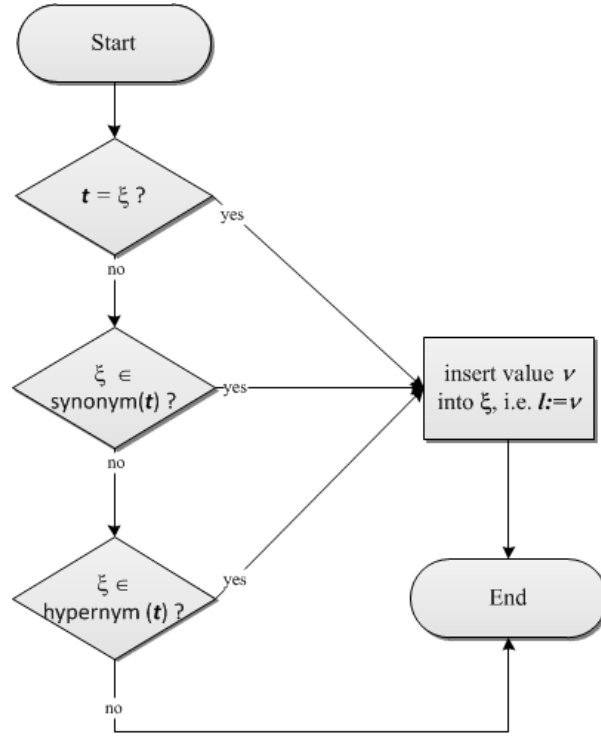 Start
t = ξ ?
yes
no
ξ ∈
synonym(t) ?
yes
insert value ν
into ξ, i.e. l:=ν
no
ξ ∈
hypernym (t) ?
yes
End
no